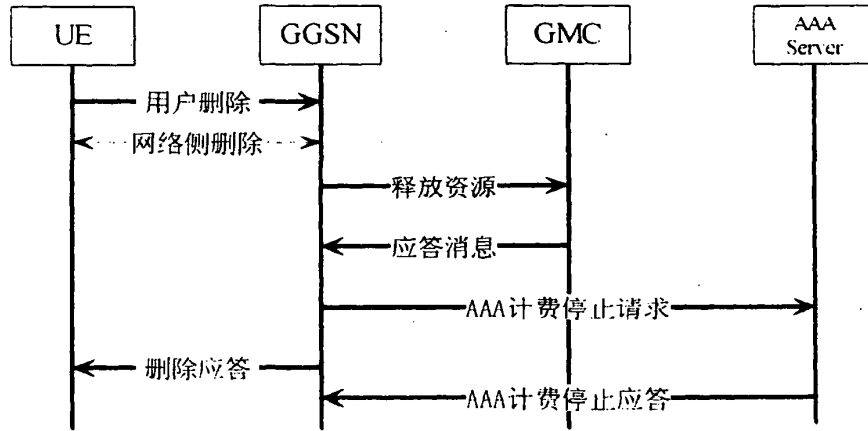 UE
GGSN
GMC
AAA
Server
用户删除
网络侧删除
释放资源
应答消息
AAA计费停止请求
删除应答
AAA计费停止应答